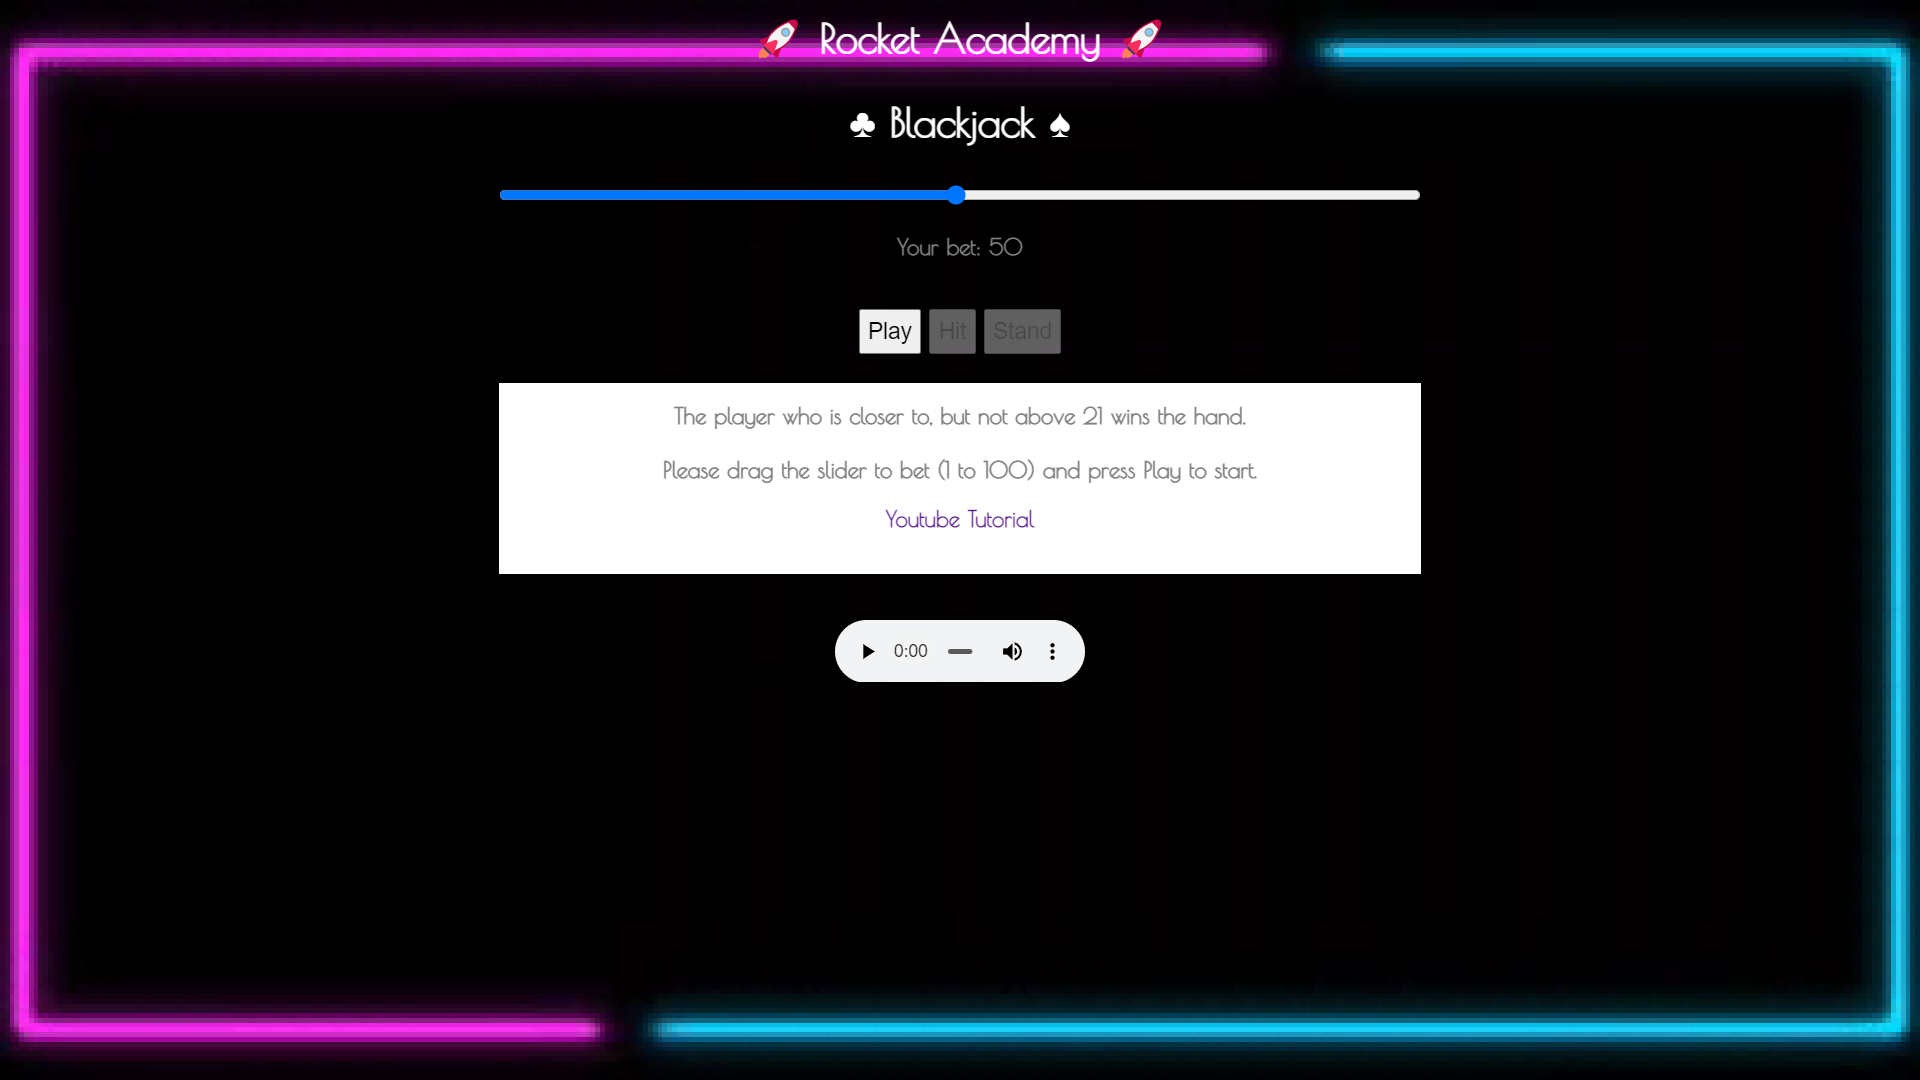 🚀 Rocket Academy 🚀
♣ Blackjack ♠
Your bet: 50
Play Hit Stand
The player who is closer to, but not above 21 wins the hand.
Please drag the slider to bet (1 to 100) and press Play to start.
Youtube Tutorial
0:00